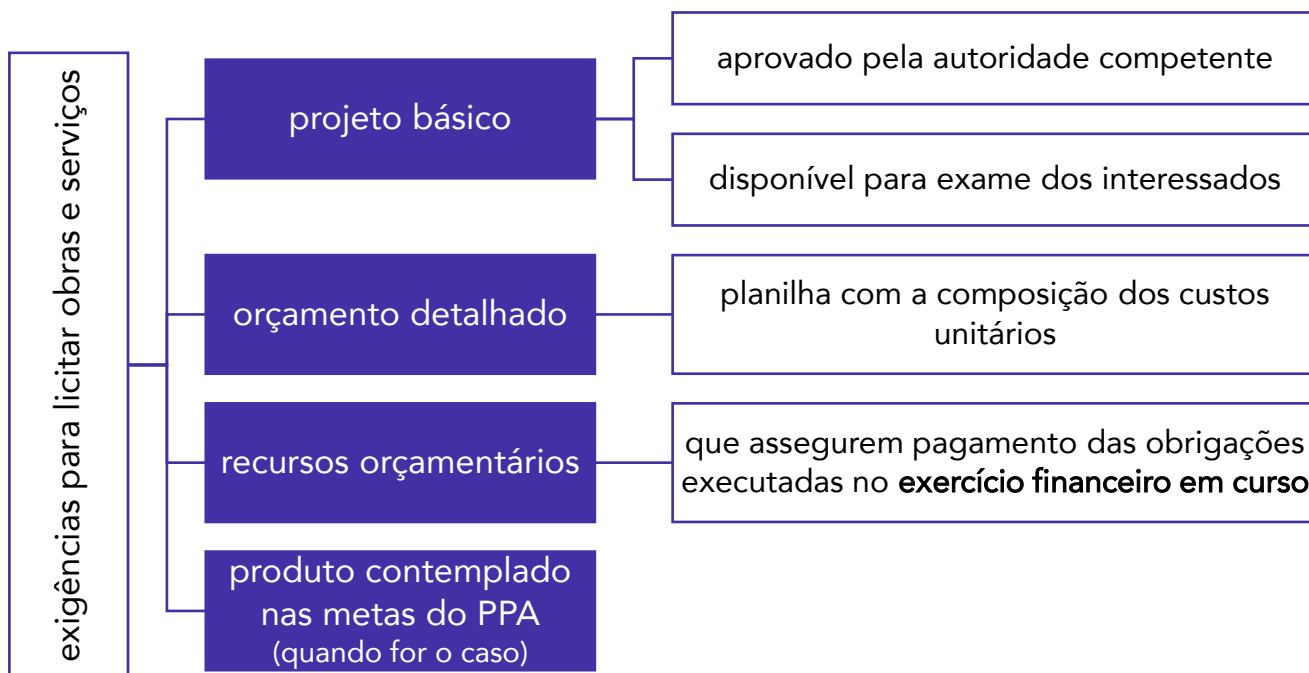 exigências para licitar obras e serviços
projeto básico
aprovado pela autoridade competente
disponível para exame dos interessados
orçamento detalhado
planilha com a composição dos custos
unitários
recursos orçamentários
que assegurem pagamento das obrigações
executadas no exercício financeiro em curso
produto contemplado
nas metas do PPA
(quando for o caso)